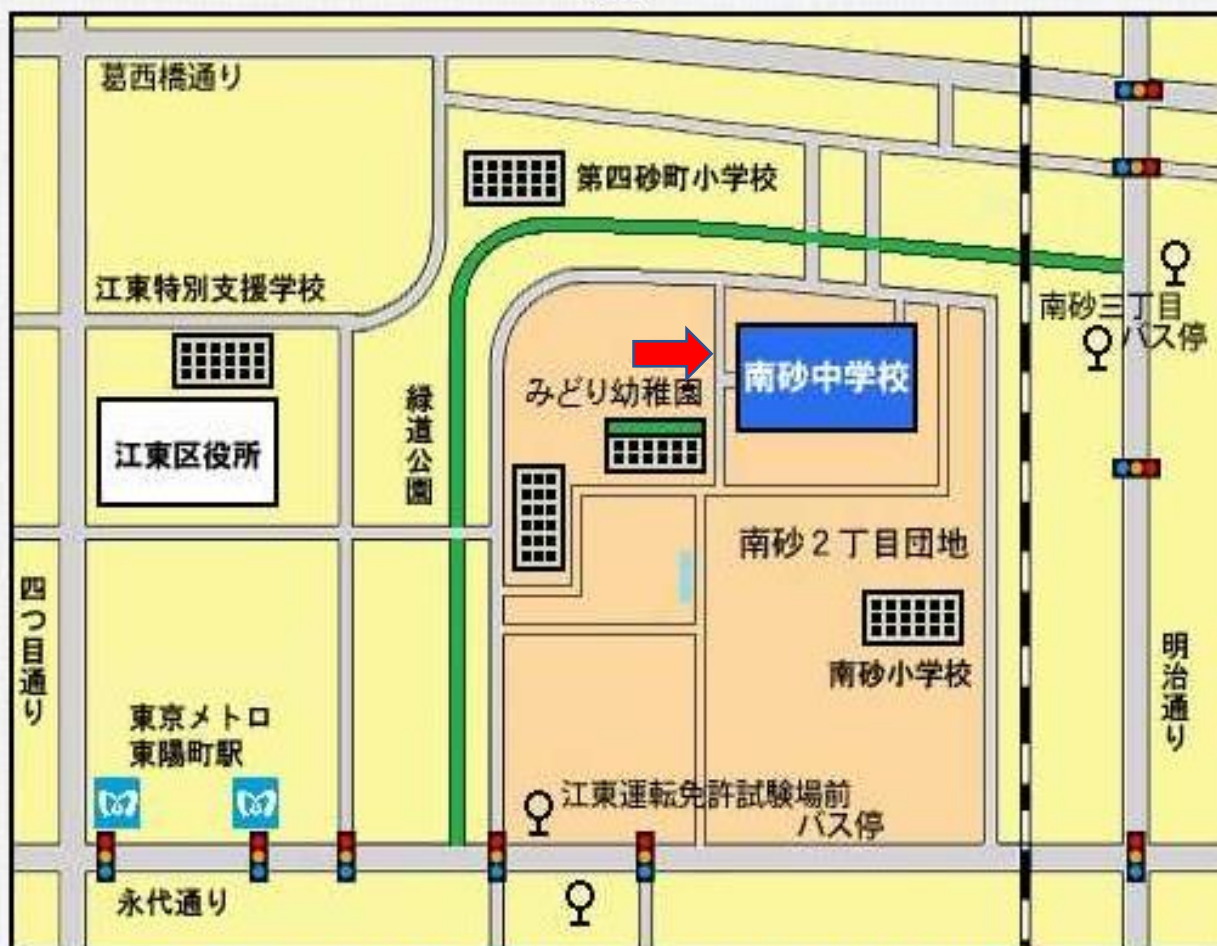 葛西橋通り
第四砂町小学校
江東特別支援学校
南砂三丁目
バス停
南砂中学校
みどり幼稚園
緑道公園
江東区役所
南砂2丁目団地
四つ目通り
南砂小学校
明治通り
東京メトロ
東陽町駅
江東運転免許試験場前
バス停
永代通り